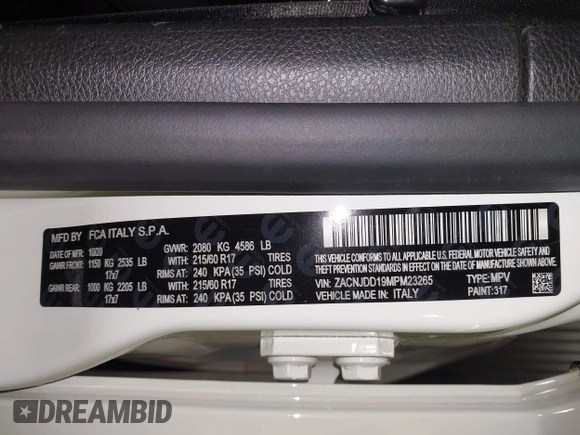 MFD BY FCA ITALY S.P.A.
DATE 10/20 GVWR: 2080 KG 4586 LB
GAWR FRONT: 1150 KG 2535 LB WITH: 215/60 R17 TIRES
17x7 RIMS AT: 240 KPA(35 PSI) COLD
GAWR REAR: 1000 KG 2205 LB WITH: 215/60 R17 TIRES
17x7 RIMS AT: 240 KPA(35 PSI) COLD
THIS VEHICLE CONFORMS TO ALL APPLICABLE U.S. FEDERAL MOTOR VEHICLE
SAFETY, BUMPER, AND THEFT PREVENTION STANDARDS IN EFFECT ON THE DATE OF
MANUFACTURE SHOWN ABOVE
VIN: ZACNJDD19MPM23265 TYPE: MPV
VEHICLE MADE IN: ITALY PAINT: 317
DREAMBID